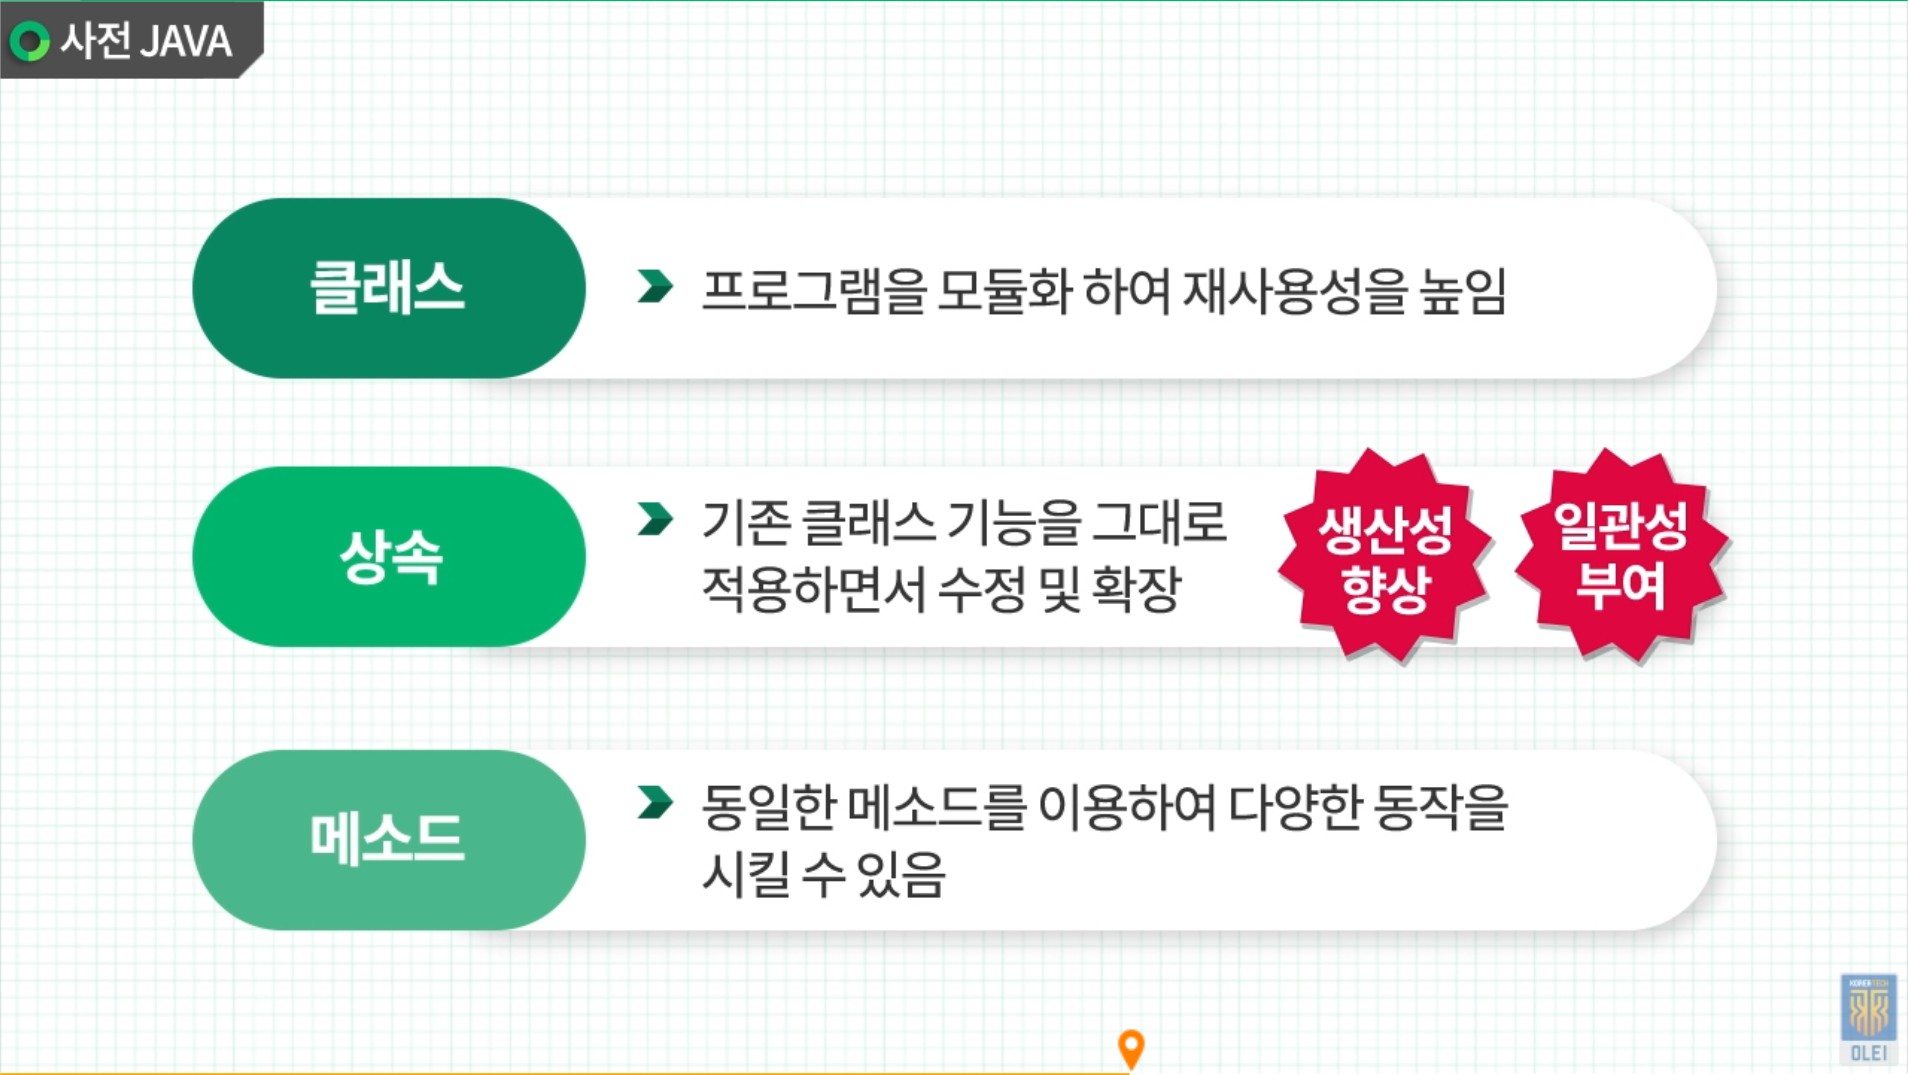 사전 JAVA
클래스
프로그램을 모듈화 하여 재사용성을 높임
상속
기존 클래스 기능을 그대로
적용하면서 수정 및 확장
생산성
향상
일관성
부여
메소드
동일한 메소드를 이용하여 다양한 동작을
시킬 수 있음
KOREATECH
OLEI